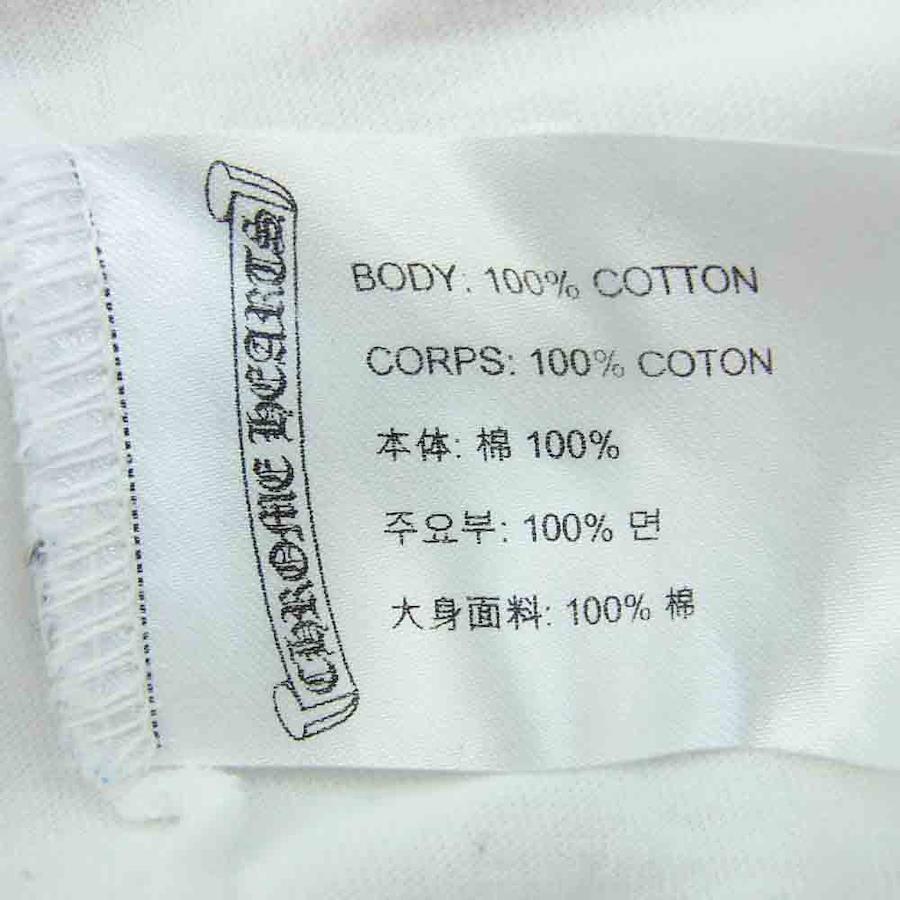 CHROME HEARTS
BODY: 100% COTTON
CORPS: 100% COTON
本体: 棉 100%
주요부: 100% 면
大身面料: 100% 棉